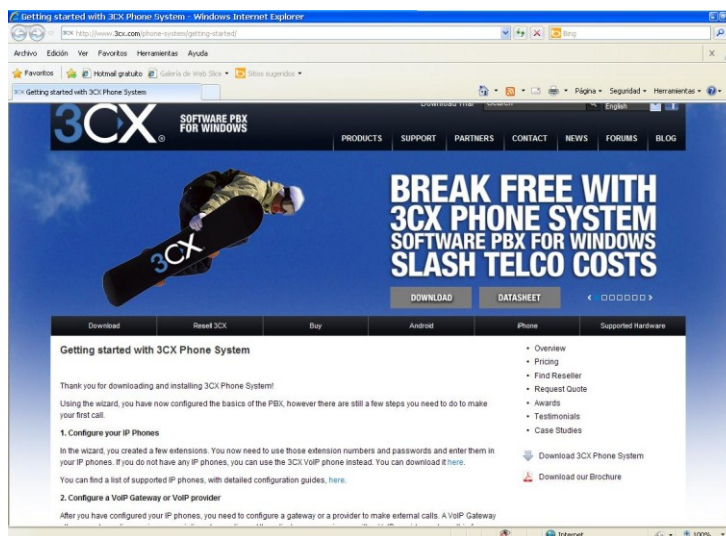 Getting started with 3CX Phone System - Windows Internet Explorer
3CX http://www.3cx.com/phone-system/getting-started/
Bing
Archivo Edición Ver Favoritos Herramientas Ayuda
X
Favoritos Hotmail gratuito Galería de Web Slice Sitios sugeridos
3CX Getting started with 3CX Phone System
Página Seguridad Herramientas
Download Trial Search English
3CX ®
SOFTWARE PBX
FOR WINDOWS
PRODUCTS SUPPORT PARTNERS CONTACT NEWS FORUMS BLOG
3CX
BREAK FREE WITH
3CX PHONE SYSTEM
SOFTWARE PBX FOR WINDOWS
SLASH TELCO COSTS
DOWNLOAD DATASHEET
Download Resell 3CX Buy Android iPhone Supported Hardware
Getting started with 3CX Phone System
Thank you for downloading and installing 3CX Phone System!
Using the wizard, you have now configured the basics of the PBX, however there are still a few steps you need to do to make
your first call.
1. Configure your IP Phones
In the wizard, you created a few extensions. You now need to use those extension numbers and passwords and enter them in
your IP phones. If you do not have any IP phones, you can use the 3CX VoIP phone instead. You can download it here.
You can find a list of supported IP phones, with detailed configuration guides, here.
2. Configure a VoIP Gateway or VoIP provider
After you have configured your IP phones, you need to configure a gateway or a provider to make external calls. A VoIP Gateway
• Overview
• Pricing
• Find Reseller
• Request Quote
• Awards
• Testimonials
• Case Studies
Download 3CX Phone System
Download our Brochure
Internet 100%